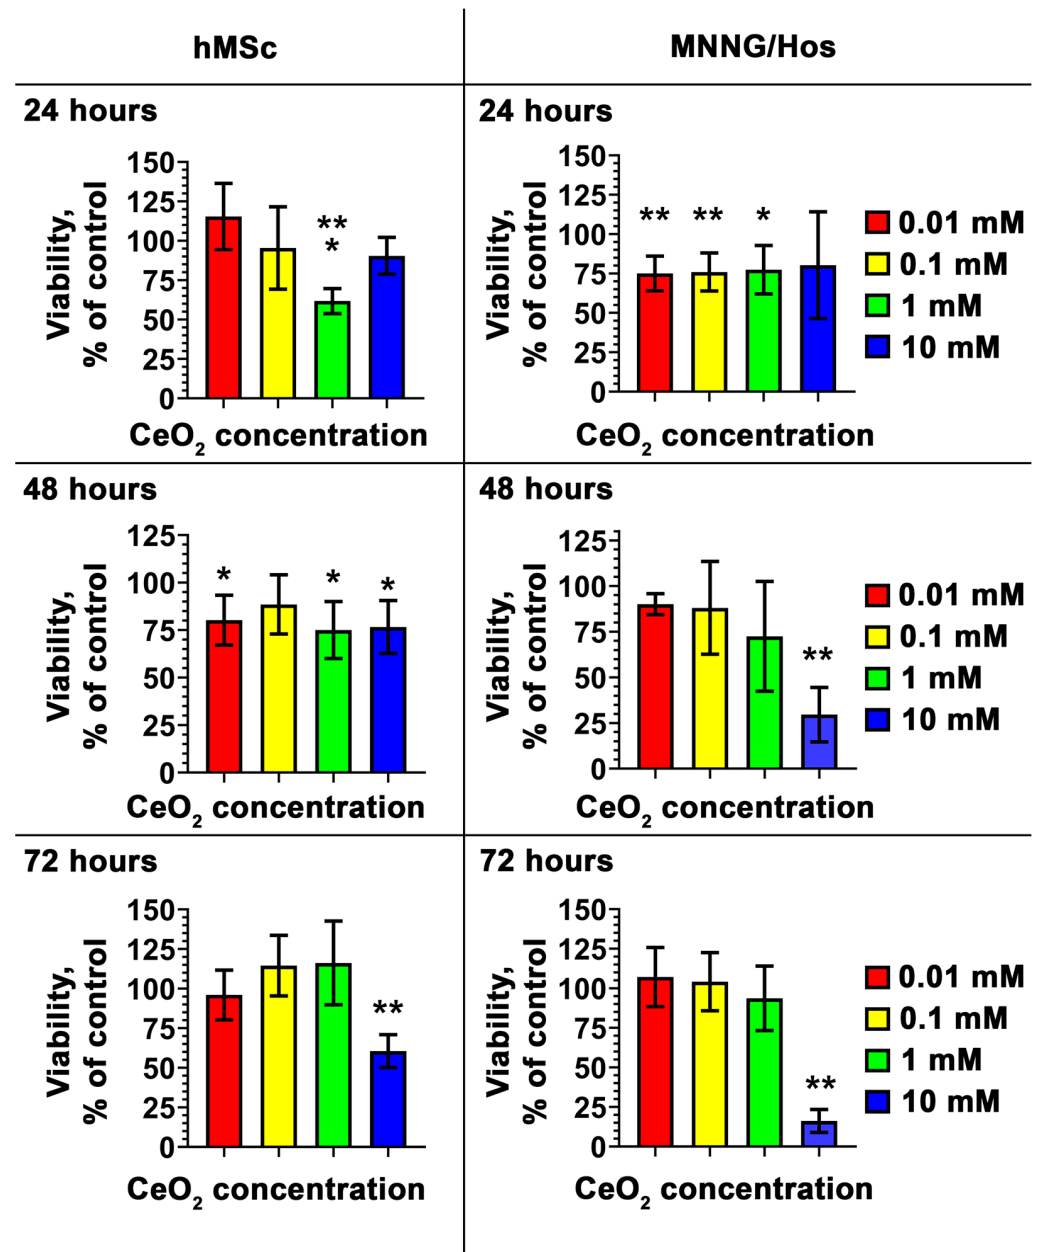 hMSc
MNNG/Hos
24 hours
Viability,
% of control
150
125
100
75
50
25
0
**
*
CeO2 concentration
24 hours
Viability,
% of control
150
125
100
75
50
25
0
** ** *
CeO2 concentration
0.01 mM
0.1 mM
1 mM
10 mM
48 hours
Viability,
% of control
125
100
75
50
25
0
* * *
CeO2 concentration
48 hours
Viability,
% of control
125
100
75
50
25
0
**
CeO2 concentration
0.01 mM
0.1 mM
1 mM
10 mM
72 hours
Viability,
% of control
150
125
100
75
50
25
0
**
CeO2 concentration
72 hours
Viability,
% of control
150
125
100
75
50
25
0
**
CeO2 concentration
0.01 mM
0.1 mM
1 mM
10 mM